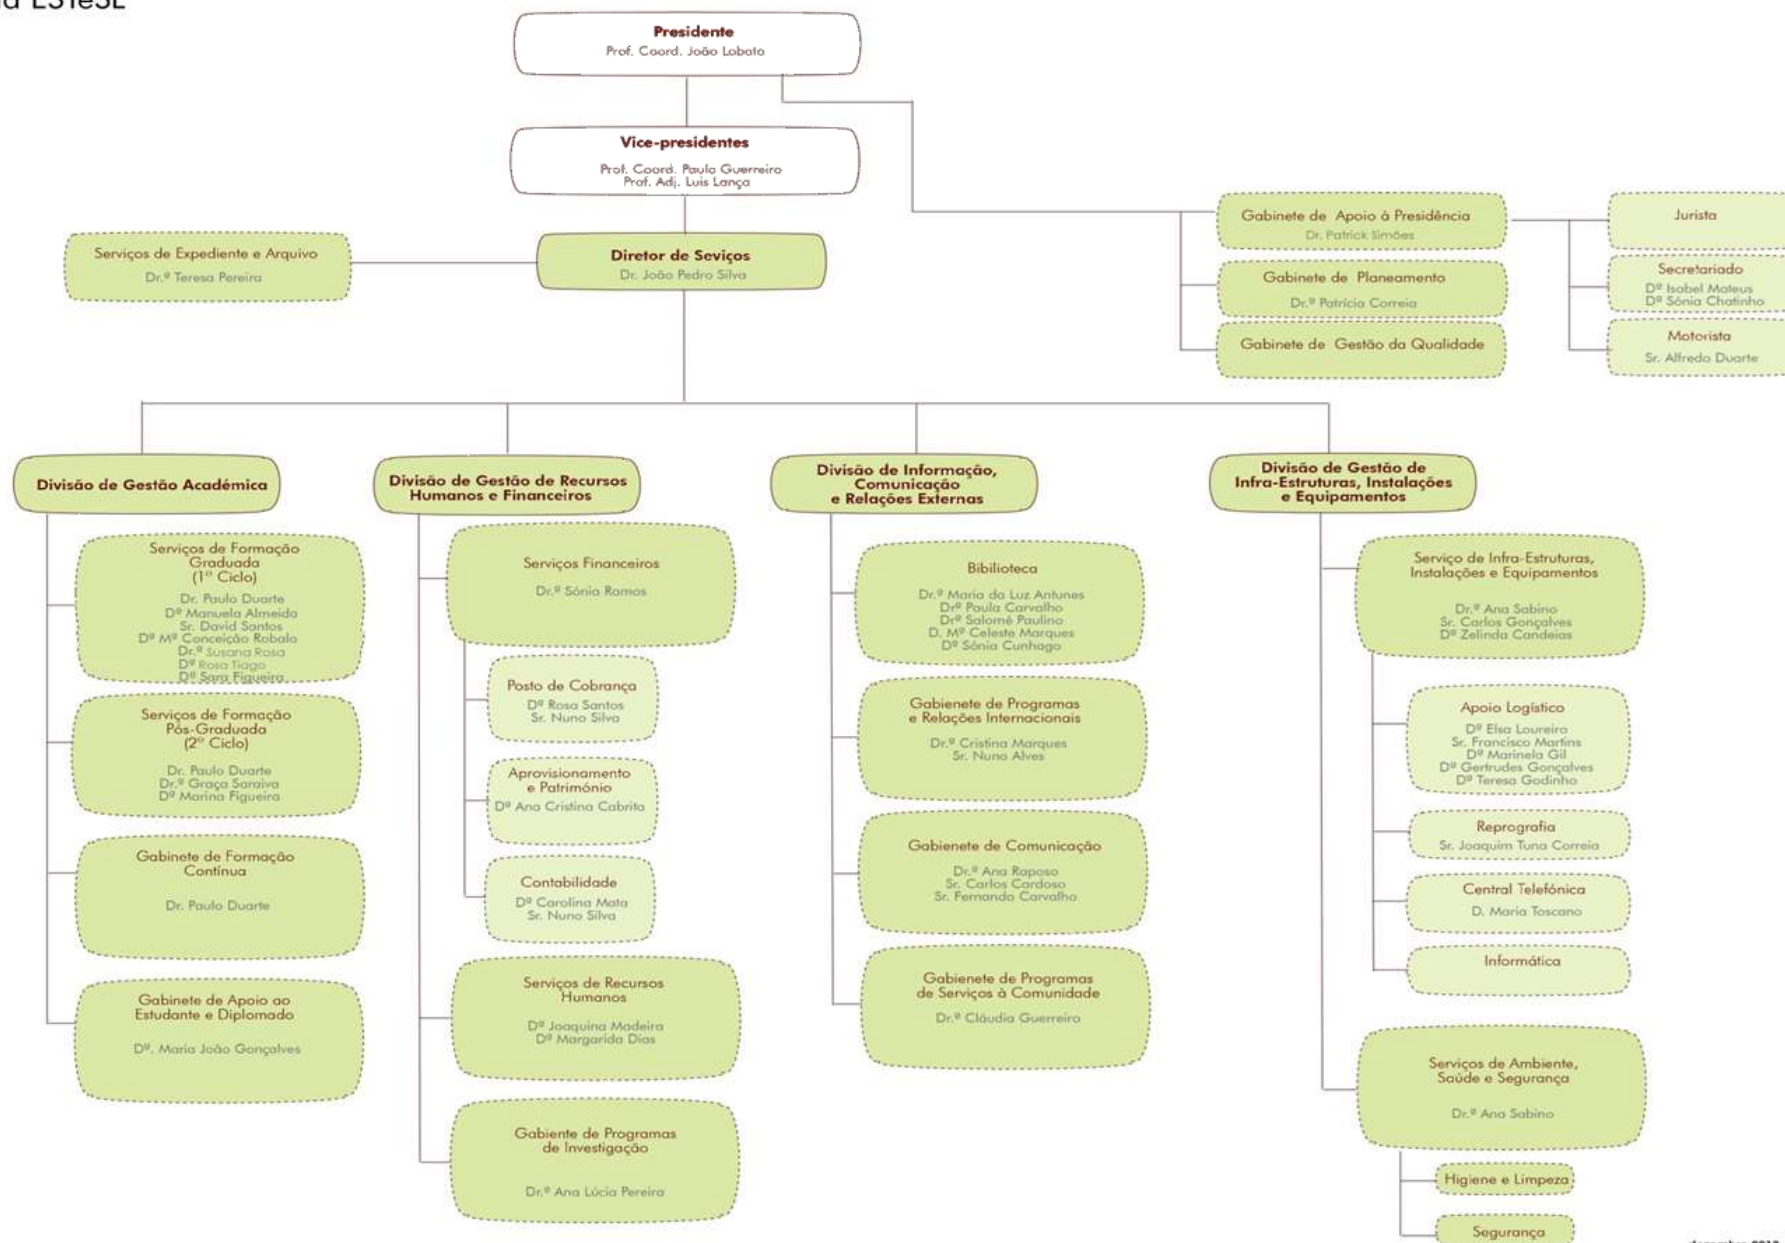 ESTeSL
Presidente
Prof. Coord. João Lobato
Vice-presidentes
Prof. Coord. Paulo Guerreiro
Prof. Adj. Luis Lança
Diretor de Seviços
Dr. João Pedro Silva
Serviços de Expediente e Arquivo
Dr.ª Teresa Pereira
Gabinete de Apoio à Presidência
Dr. Patrick Simões
Gabinete de Planeamento
Dr.ª Patrícia Correia
Gabinete de Gestão da Qualidade
Jurista
Secretariado
Dª Isabel Mateus
Dª Sónia Chatinho
Motorista
Sr. Alfredo Duarte
Divisão de Gestão Académica
Serviços de Formação
Graduada
(1º Ciclo)
Dr. Paulo Duarte
Dª Manuela Almeida
Sr. David Santos
Dª Mª Conceição Robalo
Dr.ª Susana Rosa
Dª Rosa Tiago
Dª Sara Figueira
Serviços de Formação
Pós-Graduada
(2º Ciclo)
Dr. Paulo Duarte
Dr.ª Graça Saraiva
Dª Marina Figueira
Gabinete de Formação
Contínua
Dr. Paulo Duarte
Gabinete de Apoio ao
Estudante e Diplomado
Dª. Maria João Gonçalves
Divisão de Gestão de Recursos
Humanos e Financeiros
Serviços Financeiros
Dr.ª Sónia Ramos
Posto de Cobrança
Dª Rosa Santos
Sr. Nuno Silva
Aprovisionamento
e Património
Dª Ana Cristina Cabrita
Contabilidade
Dª Carolina Mata
Sr. Nuno Silva
Serviços de Recursos
Humanos
Dª Joaquina Madeira
Dª Margarida Dias
Gabiente de Programas
de Investigação
Dr.ª Ana Lúcia Pereira
Divisão de Informação,
Comunicação
e Relações Externas
Biblioteca
Dr.ª Maria da Luz Antunes
Drª Paula Carvalho
Drª Salomé Paulino
D. Mª Celeste Marques
Dª Sónia Cunhago
Gabienete de Programas
e Relações Internacionais
Dr.ª Cristina Marques
Sr. Nuno Alves
Gabienete de Comunicação
Dr.ª Ana Raposo
Sr. Carlos Cardoso
Sr. Fernando Carvalho
Gabienete de Programas
de Serviços à Comunidade
Dr.ª Cláudia Guerreiro
Divisão de Gestão de
Infra-Estruturas, Instalações
e Equipamentos
Serviço de Infra-Estruturas,
Instalações e Equipamentos
Dr.ª Ana Sabino
Sr. Carlos Gonçalves
Dª Zelinda Candeias
Apoio Logístico
Dª Elsa Loureiro
Sr. Francisco Martins
Dª Marinela Gil
Dª Gertrudes Gonçalves
Dª Teresa Godinho
Reprografia
Sr. Joaquim Tuna Correia
Central Telefónica
D. Maria Toscano
Informática
Serviços de Ambiente,
Saúde e Segurança
Dr.ª Ana Sabino
Higiene e Limpeza
Segurança